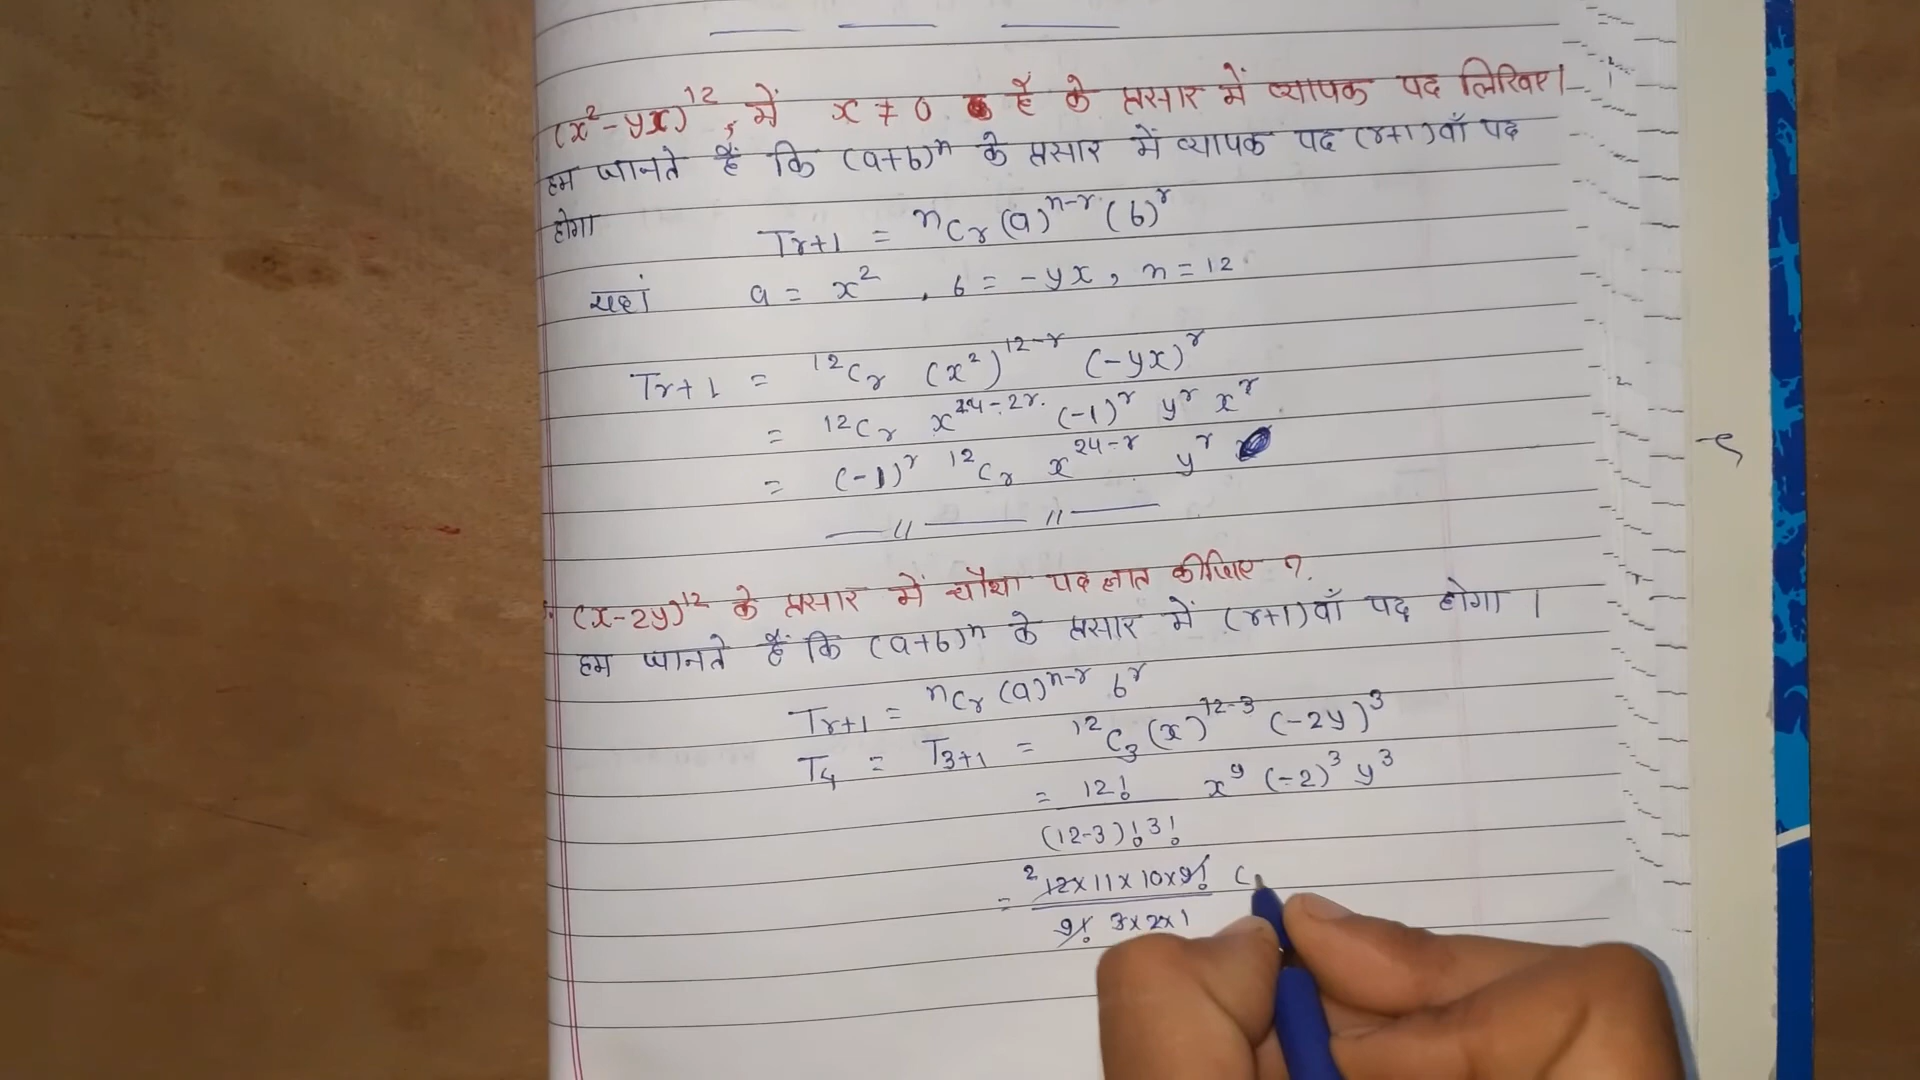 (x² - yx)¹², में x ≠ 0 है के प्रसार में व्यापक पद लिखिए।
हम जानते हैं कि (a+b)ⁿ के प्रसार में व्यापक पद (r+1)वाँ पद
होगा
Tr+1 = ⁿCr (a)ⁿ⁻ʳ (b)ʳ
यहां a = x², b = -yx, n = 12
Tr+1 = ¹²Cr (x²)¹²⁻ʳ (-yx)ʳ
= ¹²Cr x²⁴⁻²ʳ (-1)ʳ yʳ xʳ
= (-1)ʳ ¹²Cr x²⁴⁻ʳ yʳ
— 〃 — 〃 —
(x-2y)¹² के प्रसार में चौथा पद ज्ञात कीजिए ?
हम जानते हैं कि (a+b)ⁿ के प्रसार में (r+1)वाँ पद होगा।
Tr+1 = ⁿCr (a)ⁿ⁻ʳ bʳ
T₄ = T₃₊₁ = ¹²C₃ (x)¹²⁻³ (-2y)³
= 12! x⁹ (-2)³ y³
(12-3)! 3!
= 2 12×11×10×9! (
9! 3×2×1